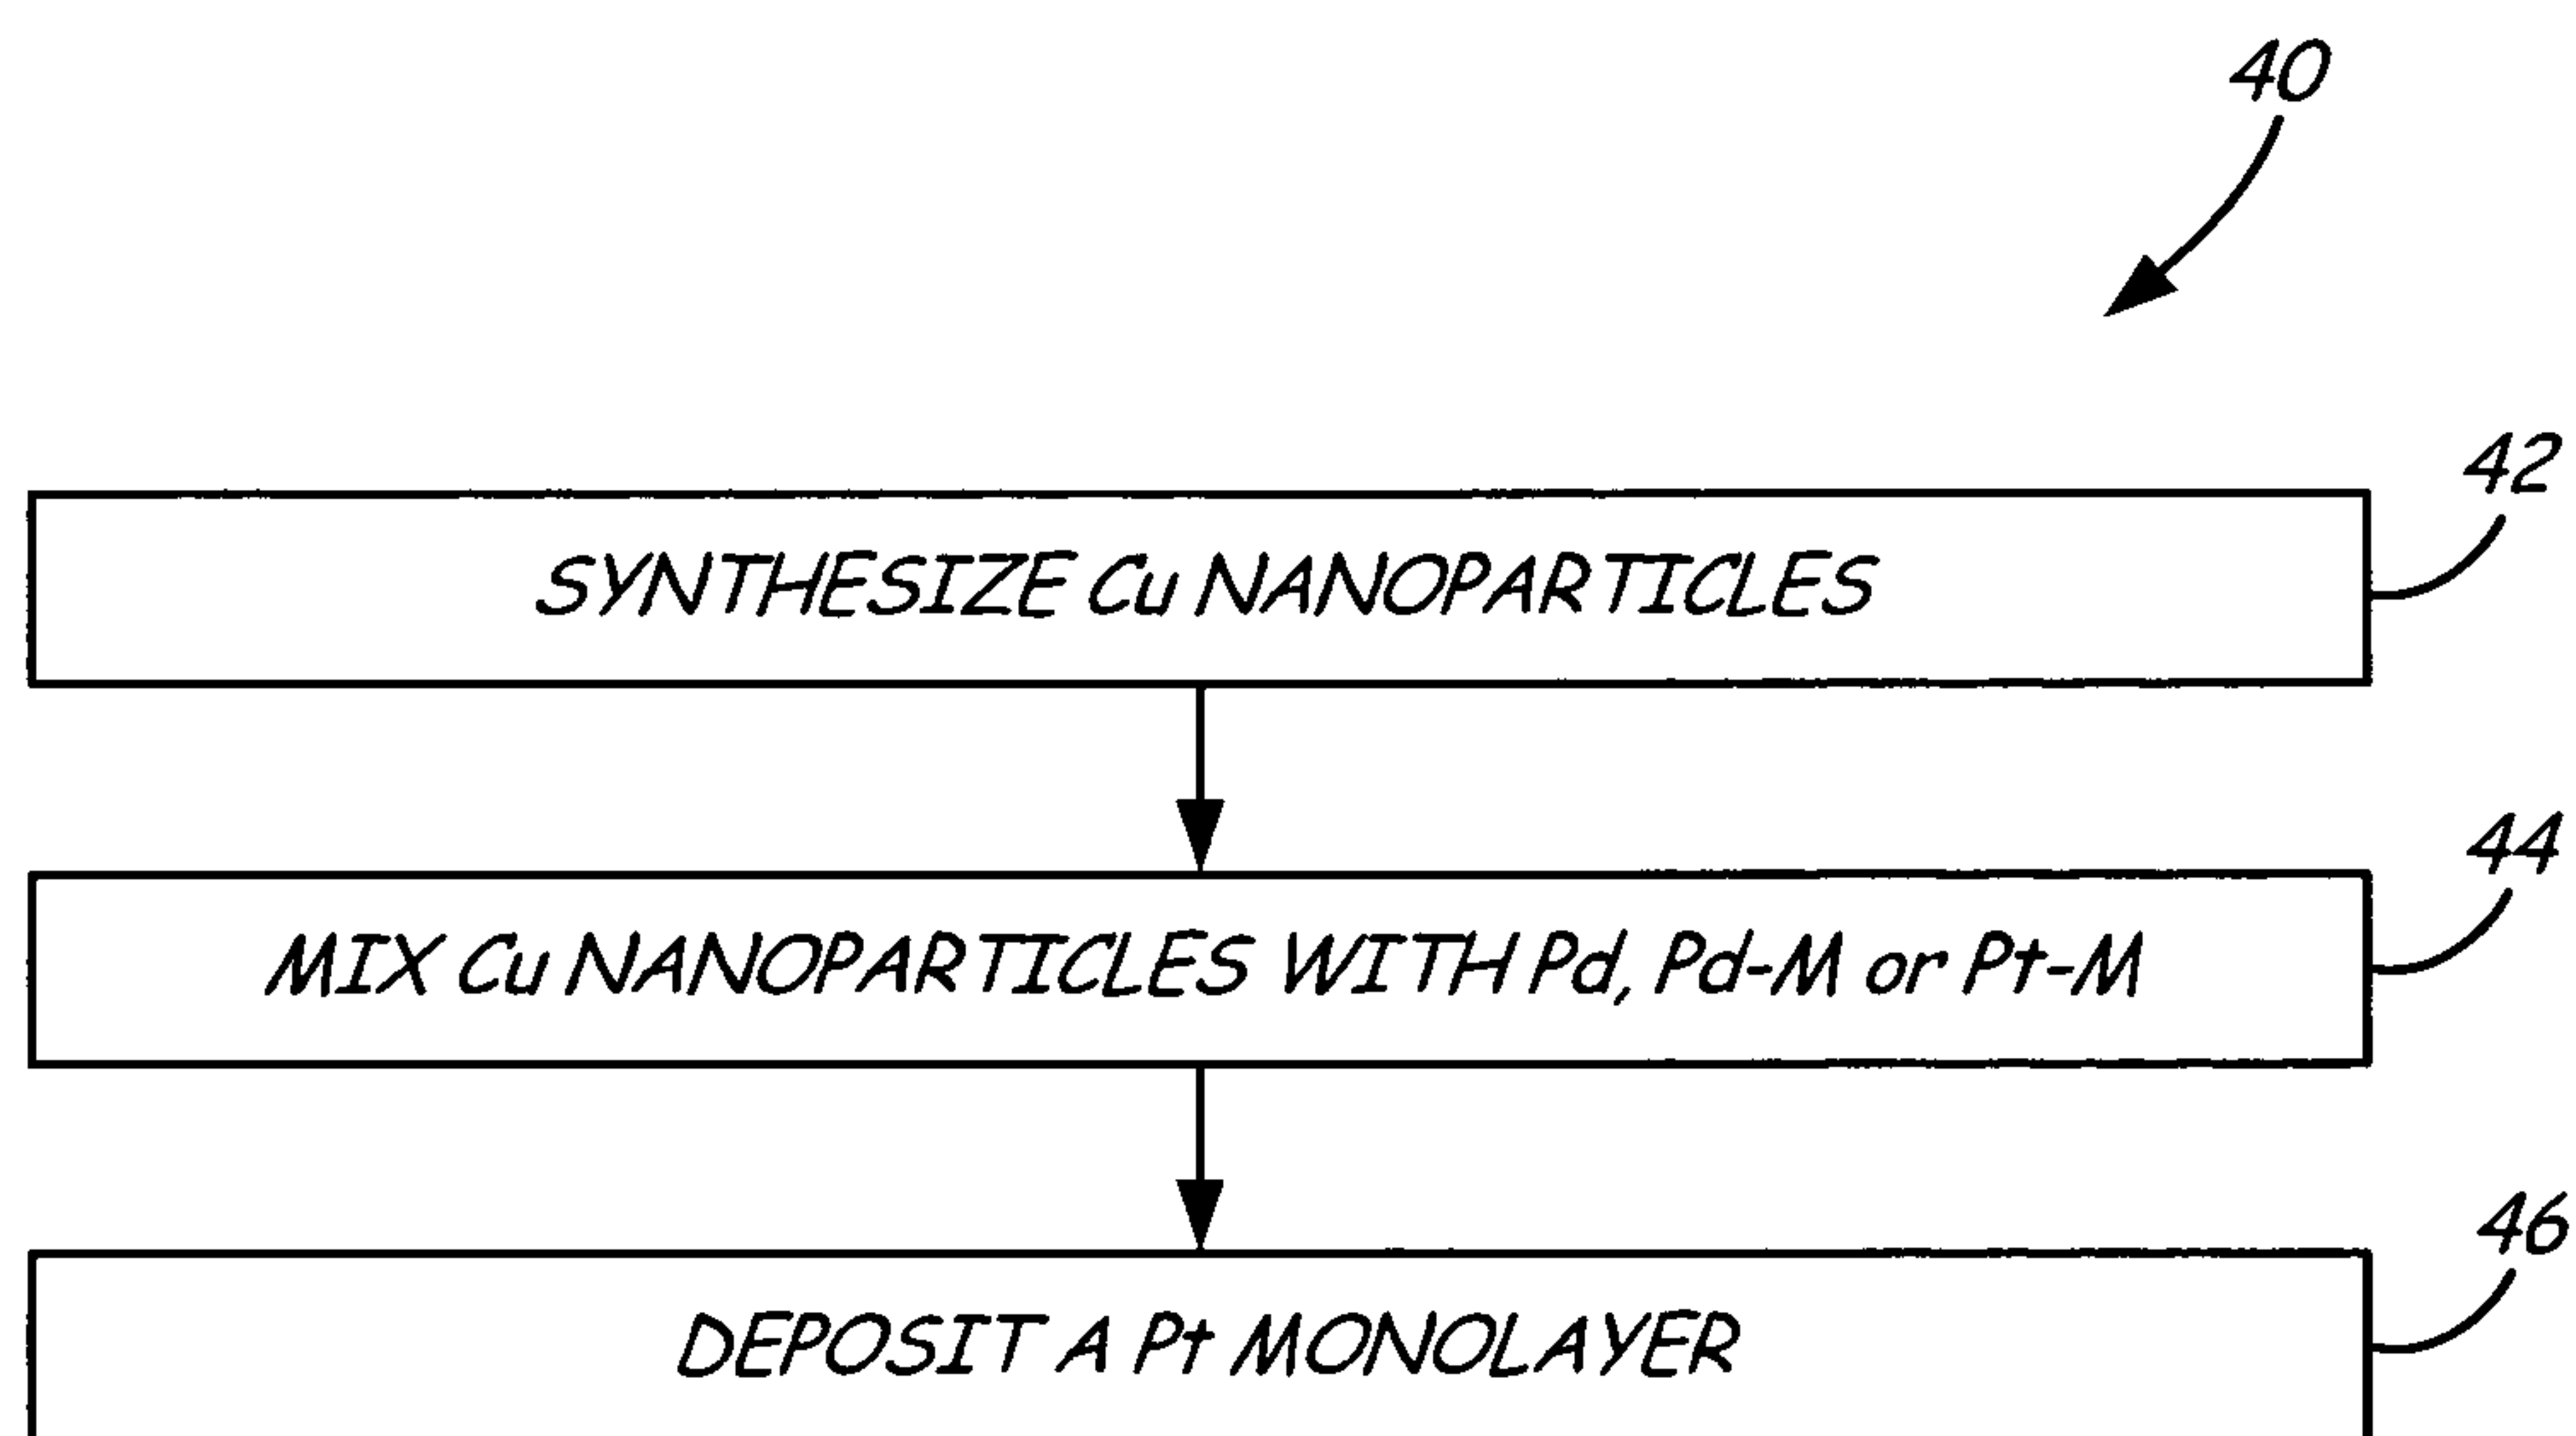 40
42
SYNTHESIZE Cu NANOPARTICLES
44
MIX Cu NANOPARTICLES WITH Pd, Pd-M or Pt-M
46
DEPOSIT A Pt MONOLAYER